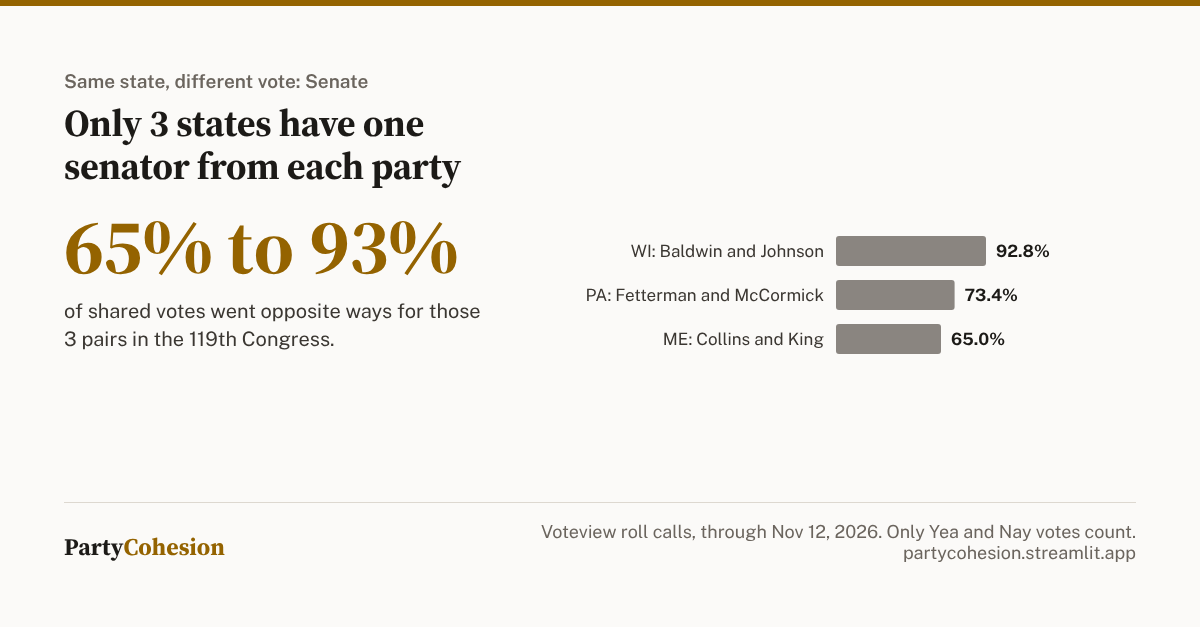 Same state, different vote: Senate
Only 3 states have one
senator from each party
65% to 93%
of shared votes went opposite ways for those
3 pairs in the 119th Congress.
WI: Baldwin and Johnson 92.8%
PA: Fetterman and McCormick 73.4%
ME: Collins and King 65.0%
PartyCohesion
Voteview roll calls, through Nov 12, 2026. Only Yea and Nay votes count.
partycohesion.streamlit.app